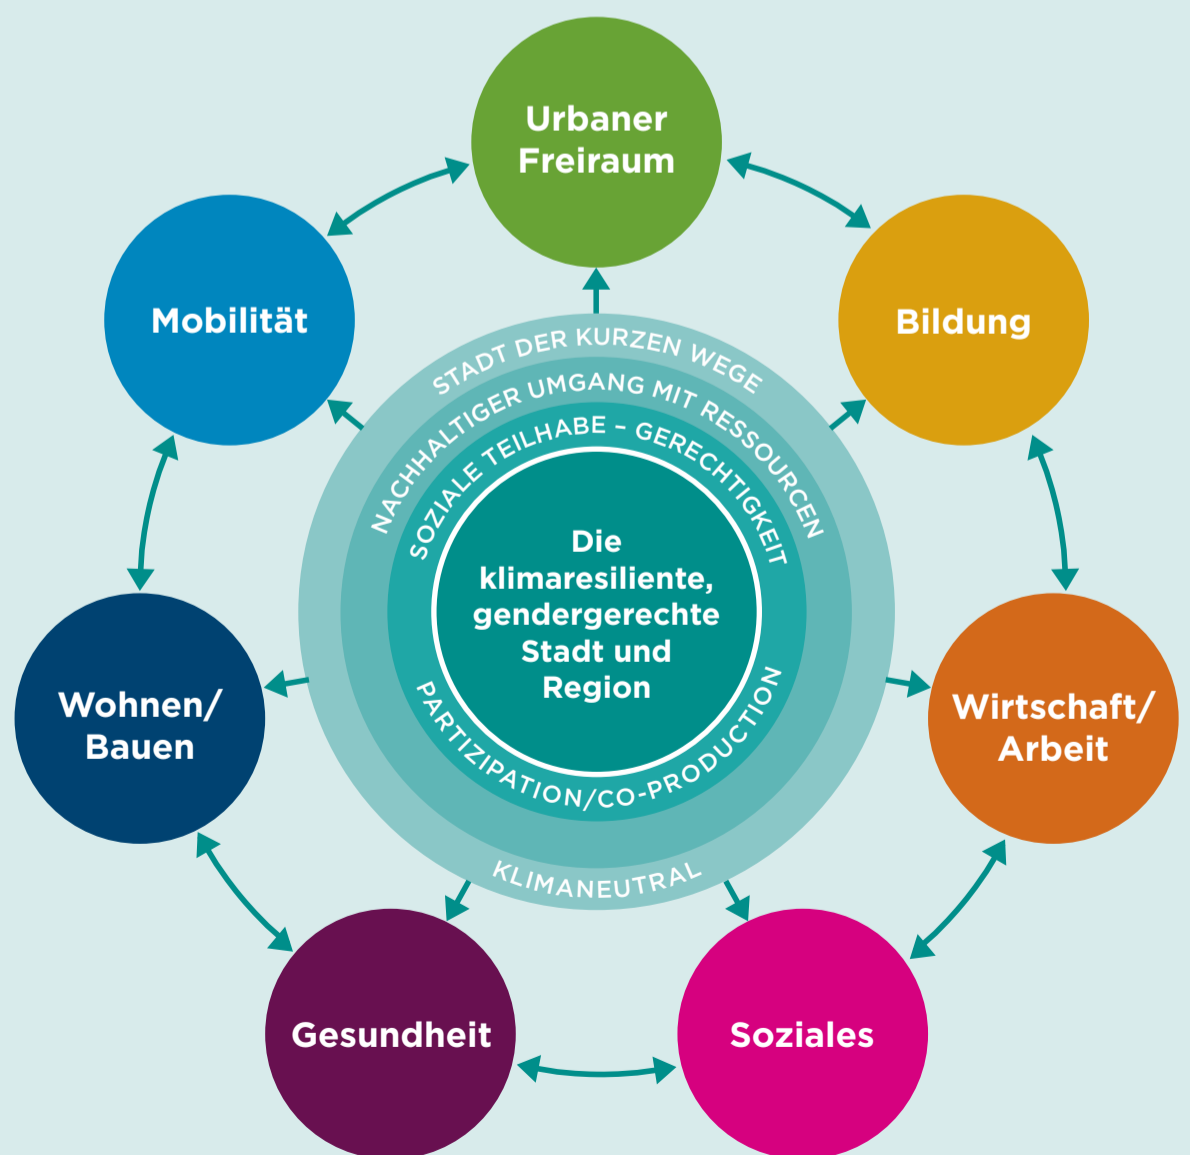 Urbaner
Freiraum
Mobilität
Bildung
STADT DER KURZEN WEGE
NACHHALTIGER UMGANG MIT RESSOURCEN
SOZIALE TEILHABE – GERECHTIGKEIT
Die
klimaresiliente,
gendergerechte
Stadt und
Region
PARTIZIPATION/CO-PRODUCTION
KLIMANEUTRAL
Wohnen/
Bauen
Wirtschaft/
Arbeit
Gesundheit
Soziales